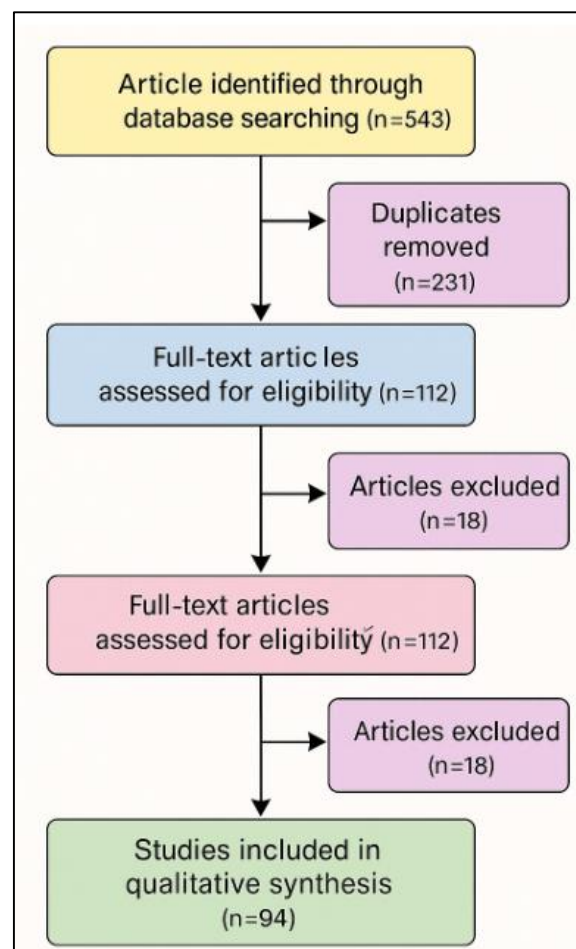 Article identified through
database searching (n=543)
Duplicates
removed
(n=231)
Full-text artic les
assessed for eligibility (n=112)
Articles excluded
(n=18)
Full-text articles
assessed for eligibility (n=112)
Articles excluded
(n=18)
Studies included in
qualitative synthesis
(n=94)